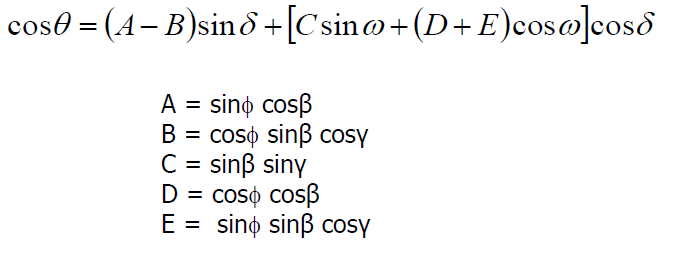 cosθ = (A − B)sin δ + [C sin ω + (D + E)cos ω]cos δ
A = sinϕ cosβ
B = cosϕ sinβ cosγ
C = sinβ sinγ
D = cosϕ cosβ
E = sinϕ sinβ cosγ